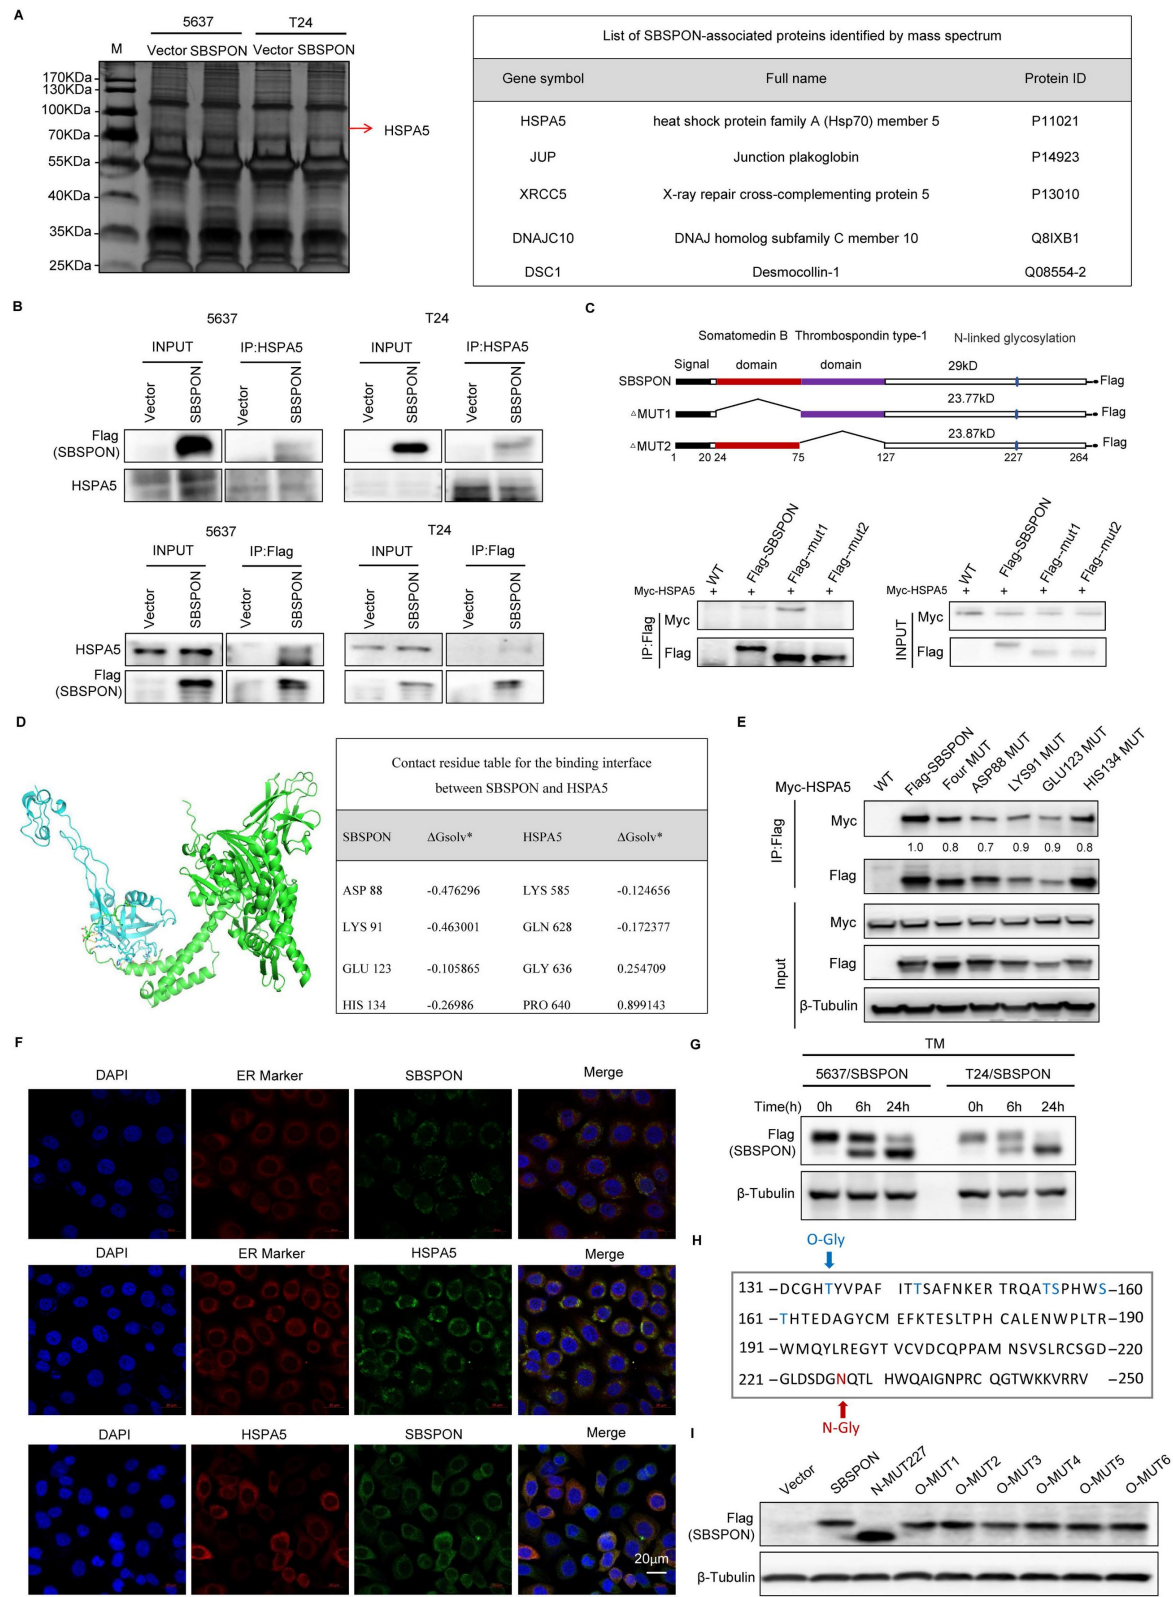 A
5637
T24
M
Vector SBSPON
Vector SBSPON
170KDa
130KDa
100KDa
70KDa
55KDa
40KDa
35KDa
25KDa
HSPA5
List of SBSPON-associated proteins identified by mass spectrum
Gene symbol Full name Protein ID
HSPA5 heat shock protein family A (Hsp70) member 5 P11021
JUP Junction plakoglobin P14923
XRCC5 X-ray repair cross-complementing protein 5 P13010
DNAJC10 DNAJ homolog subfamily C member 10 Q8IXB1
DSC1 Desmocollin-1 Q08554-2
B
5637 T24
INPUT IP:HSPA5 INPUT IP:HSPA5
Vector SBSPON Vector SBSPON Vector SBSPON Vector SBSPON
Flag
(SBSPON)
HSPA5
5637 T24
INPUT IP:Flag INPUT IP:Flag
Vector SBSPON Vector SBSPON Vector SBSPON Vector SBSPON
HSPA5
Flag
(SBSPON)
C
Somatomedin B Thrombospondin type-1 N-linked glycosylation
Signal domain domain 29kD
SBSPON Flag
23.77kD
△MUT1 Flag
23.87kD
△MUT2 Flag
1 20 24 75 127 227 264
WT Flag-SBSPON Flag--mut1 Flag--mut2
Myc-HSPA5 + + + +
IP:Flag
Myc
Flag
WT Flag-SBSPON Flag--mut1 Flag--mut2
Myc-HSPA5 + + + +
INPUT
Myc
Flag
D
Contact residue table for the binding interface
between SBSPON and HSPA5
SBSPON ΔGsolv* HSPA5 ΔGsolv*
ASP 88 -0.476296 LYS 585 -0.124656
LYS 91 -0.463001 GLN 628 -0.172377
GLU 123 -0.105865 GLY 636 0.254709
HIS 134 -0.26986 PRO 640 0.899143
E
Myc-HSPA5 WT Flag-SBSPON Four MUT ASP88 MUT LYS91 MUT GLU123 MUT HIS134 MUT
IP:Flag
Myc
1.0 0.8 0.7 0.9 0.9 0.8
Flag
Input
Myc
Flag
β-Tubulin
F
DAPI ER Marker SBSPON Merge
DAPI ER Marker HSPA5 Merge
DAPI HSPA5 SBSPON Merge
20μm
G
TM
5637/SBSPON T24/SBSPON
Time(h) 0h 6h 24h 0h 6h 24h
Flag
(SBSPON)
β-Tubulin
H
O-Gly
131 –DCGHTYVPAF ITTSAFNKER TRQATSPHWS–160
161 –THTEDAGYCM EFKTESLTPH CALENWPLTR–190
191 –WMQYLREGYT VCVDCQPPAM NSVSLRCSGD–220
221 –GLDSDGNQTL HWQAIGNPRC QGTWKKVRRV –250
N-Gly
I
Vector SBSPON N-MUT227 O-MUT1 O-MUT2 O-MUT3 O-MUT4 O-MUT5 O-MUT6
Flag
(SBSPON)
β-Tubulin